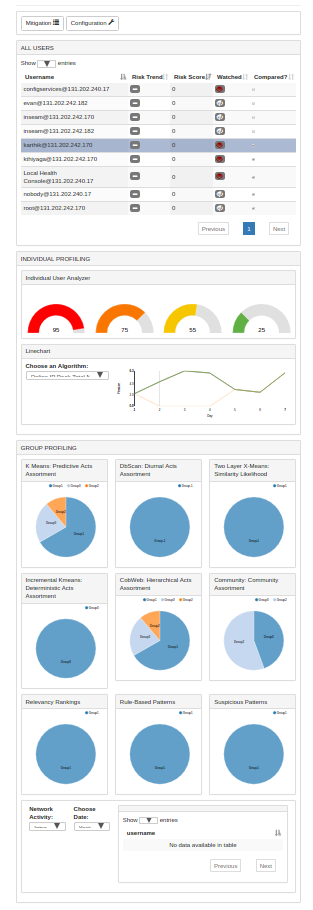 Mitigation Configuration
ALL USERS
Show entries
Username Risk Trend Risk Score Watched Compared?
configservices@131.202.240.17 0
evan@131.202.242.182 0
inseam@131.202.242.170 0
inseam@131.202.242.182 0
karthik@131.202.242.170 0
kthiyaga@131.202.242.170 0
Local Health
Console@131.202.240.17 0
nobody@131.202.240.17 0
root@131.202.242.170 0
Previous 1 Next
INDIVIDUAL PROFILING
Individual User Analyzer
95 75 55 25
Linechart
Choose an Algorithm:
Day
GROUP PROFILING
K Means: Predictive Acts
Assortment
DbScan: Diurnal Acts
Assortment
Two Layer X-Means:
Similarity Likelihood
Incremental Kmeans:
Deterministic Acts
Assortment
CobWeb: Hierarchical Acts
Assortment
Community: Community
Assortment
Relevancy Rankings
Rule-Based Patterns
Suspicious Patterns
Network
Activity:
Choose
Date:
Show entries
username
No data available in table
Previous Next